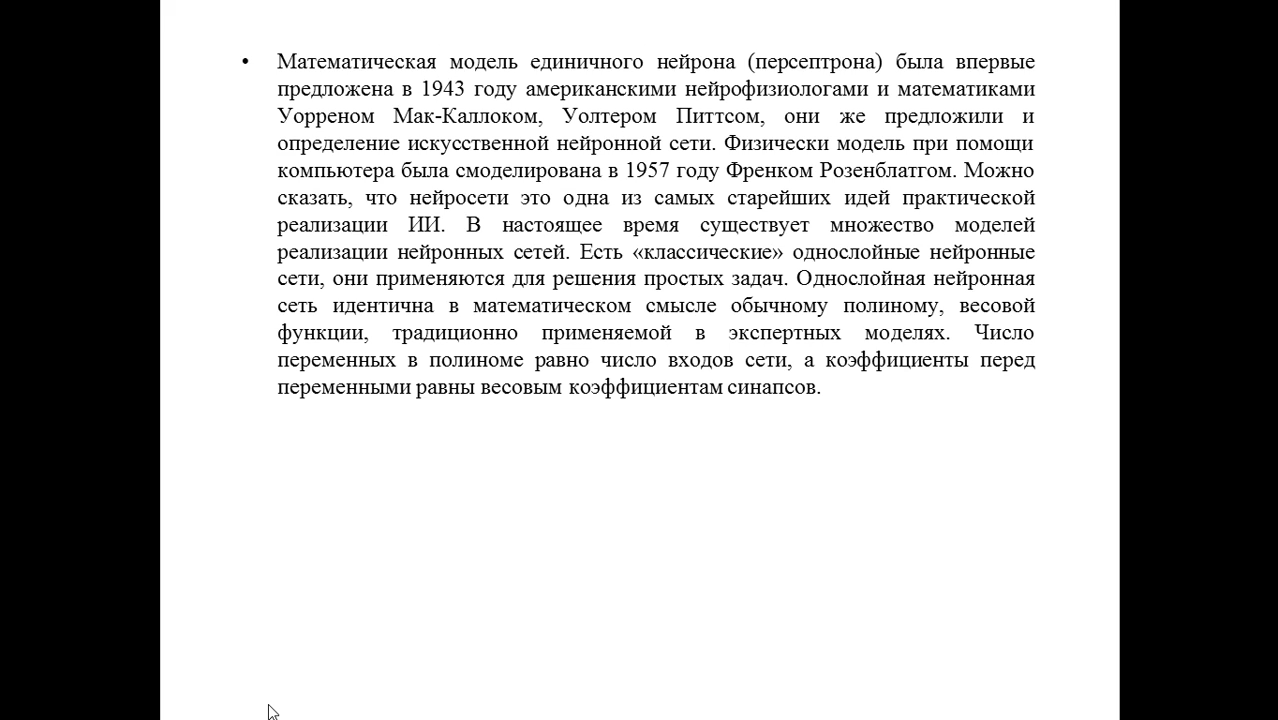 • Математическая модель единичного нейрона (персептрона) была впервые
предложена в 1943 году американскими нейрофизиологами и математиками
Уорреном Мак-Каллоком, Уолтером Питтсом, они же предложили и
определение искусственной нейронной сети. Физически модель при помощи
компьютера была смоделирована в 1957 году Френком Розенблатгом. Можно
сказать, что нейросети это одна из самых старейших идей практической
реализации ИИ. В настоящее время существует множество моделей
реализации нейронных сетей. Есть «классические» однослойные нейронные
сети, они применяются для решения простых задач. Однослойная нейронная
сеть идентична в математическом смысле обычному полиному, весовой
функции, традиционно применяемой в экспертных моделях. Число
переменных в полиноме равно число входов сети, а коэффициенты перед
переменными равны весовым коэффициентам синапсов.